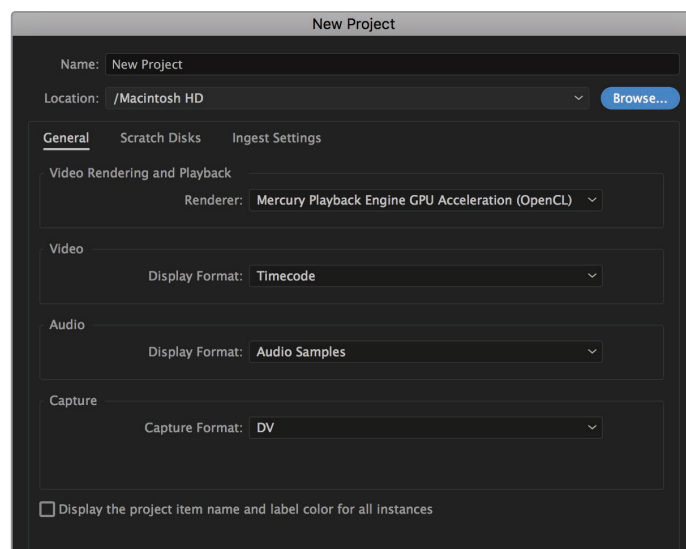 New Project
Name: New Project
Location: /Macintosh HD Browse...
General Scratch Disks Ingest Settings
Video Rendering and Playback
Renderer: Mercury Playback Engine GPU Acceleration (OpenCL)
Video
Display Format: Timecode
Audio
Display Format: Audio Samples
Capture
Capture Format: DV
Display the project item name and label color for all instances